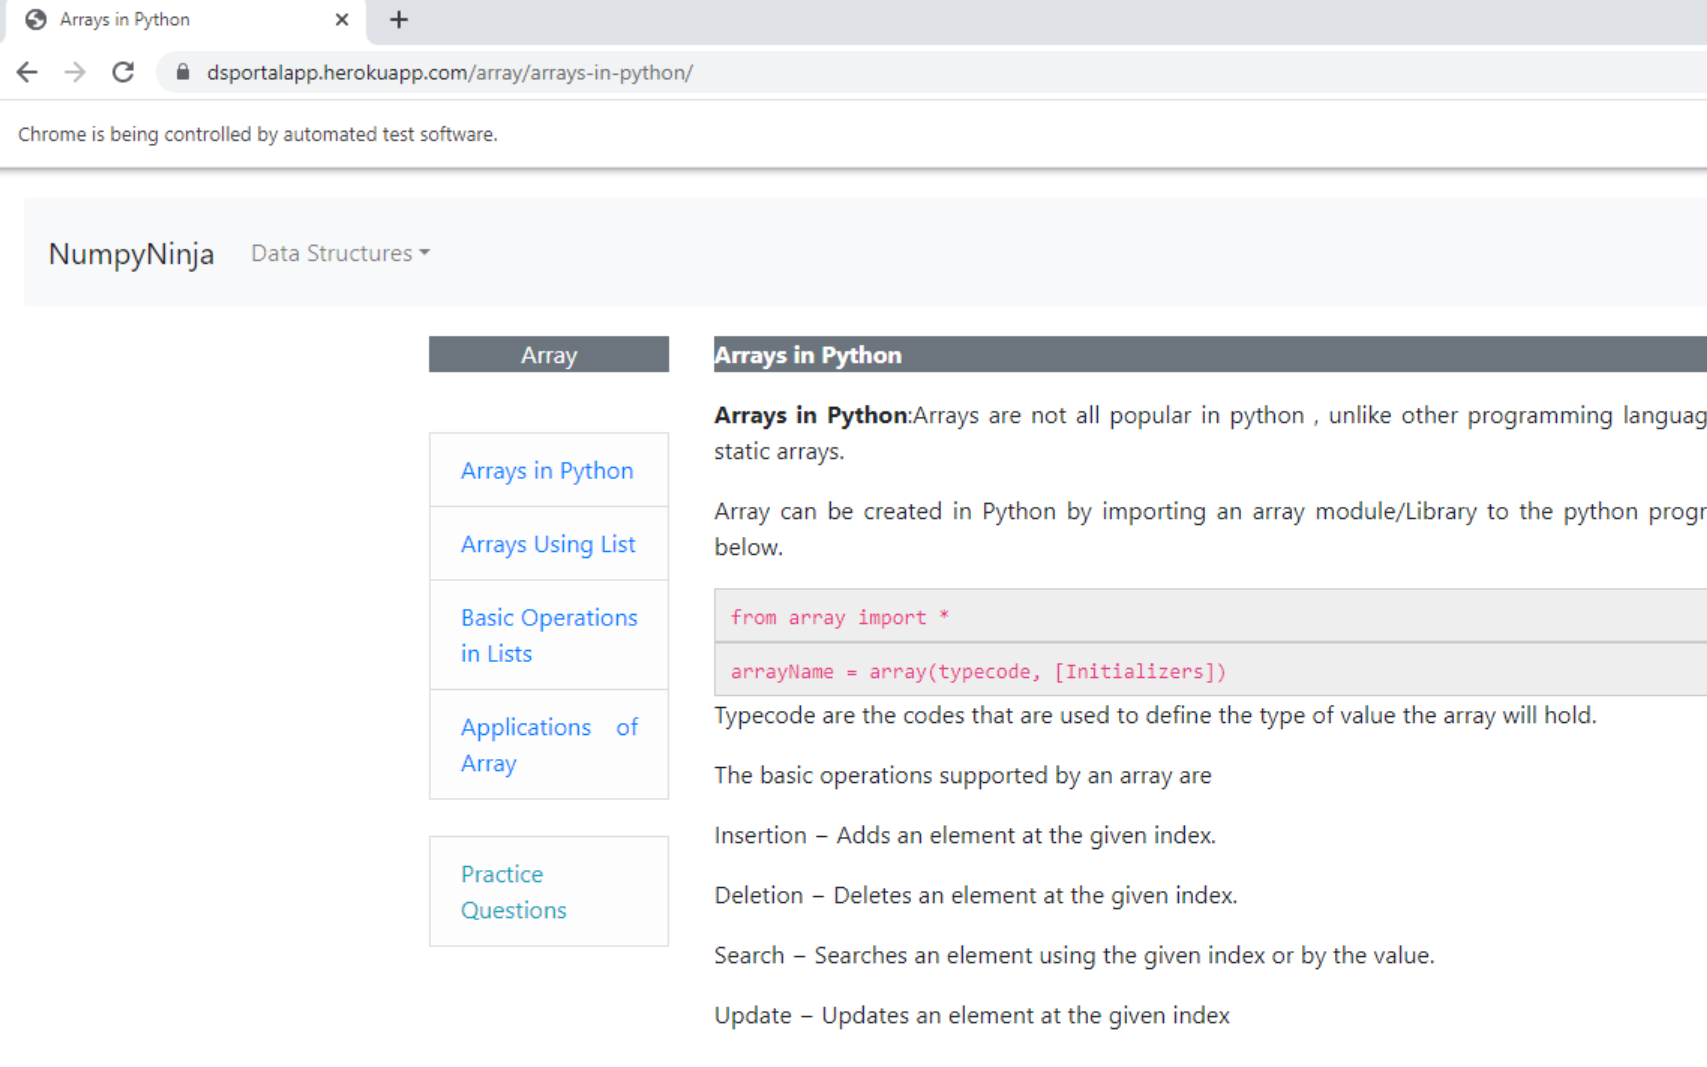 Arrays in Python
dsportalapp.herokuapp.com/array/arrays-in-python/
Chrome is being controlled by automated test software.
NumpyNinja Data Structures
Array
Arrays in Python
Arrays Using List
Basic Operations
in Lists
Applications of
Array
Practice
Questions
Arrays in Python
Arrays in Python:Arrays are not all popular in python , unlike other programming
static arrays.
Array can be created in Python by importing an array module/Library to the python
below.
from array import *
arrayName = array(typecode, [Initializers])
Typecode are the codes that are used to define the type of value the array will hold.
The basic operations supported by an array are
Insertion – Adds an element at the given index.
Deletion – Deletes an element at the given index.
Search – Searches an element using the given index or by the value.
Update – Updates an element at the given index